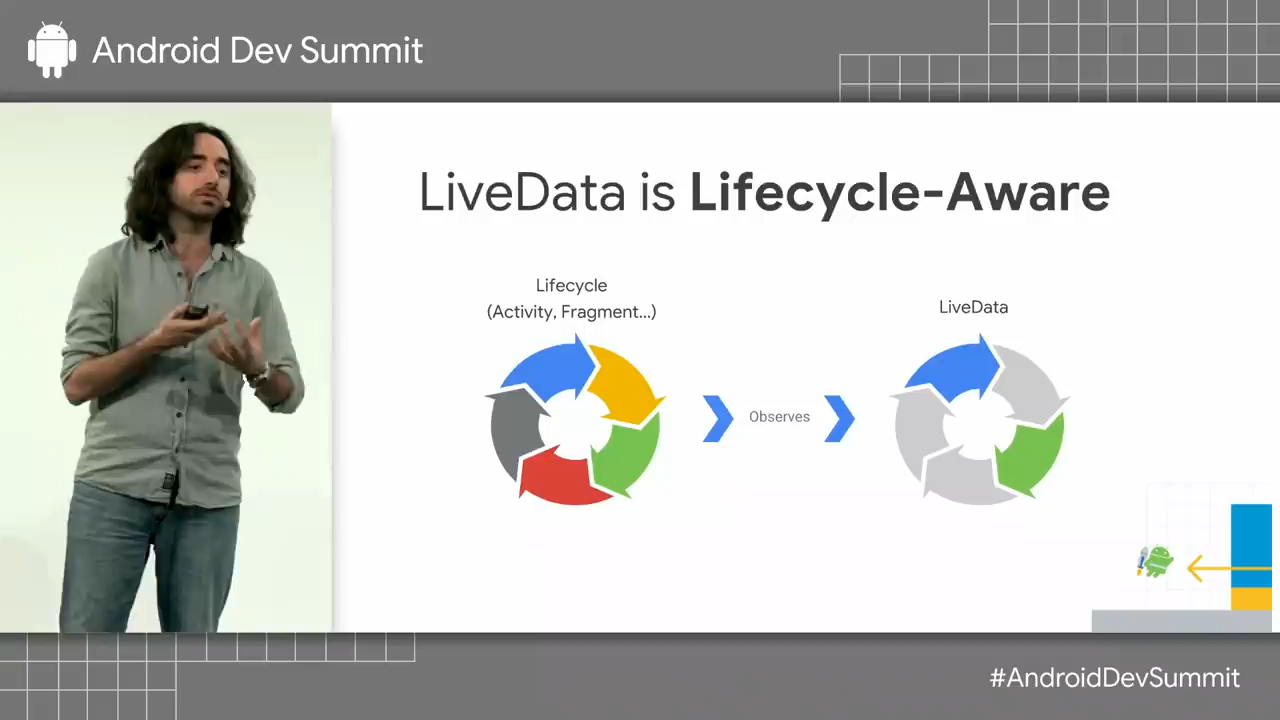 Android Dev Summit
LiveData is Lifecycle-Aware
Lifecycle
(Activity, Fragment...)
LiveData
Observes
#AndroidDevSummit